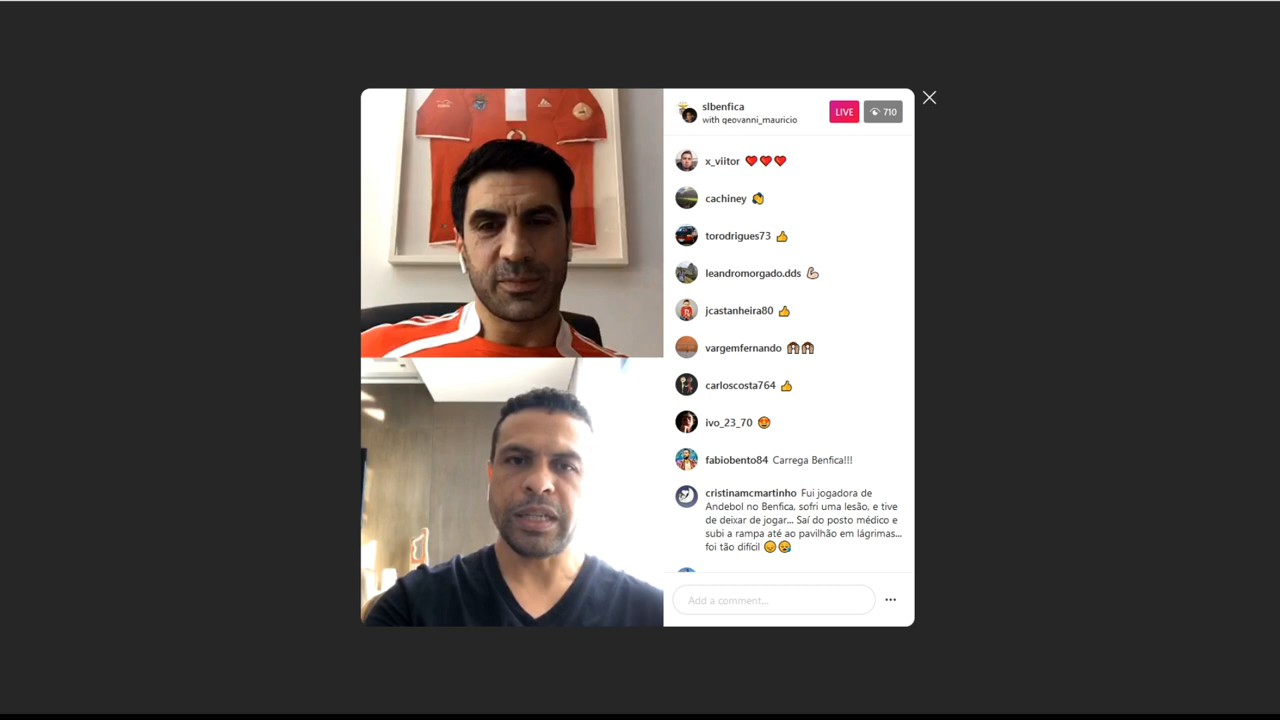 slbenfica
with geovanni_mauricio
LIVE
710
x_viitor ❤️❤️❤️
cachiney 👏
torodrigues73 👍
leandromorgado.dds 💪🏻
jcastanheira80 👍
vargemfernando 🙌🏽🙌🏽
carloscosta764 👍
ivo_23_70 😍
fabiobento84 Carrega Benfica!!!
cristinamcmartinho Fui jogadora de
Andebol no Benfica, sofri uma lesão, e tive
de deixar de jogar... Saí do posto médico e
subi a rampa até ao pavilhão em lágrimas...
foi tão difícil 😔😪
Add a comment...